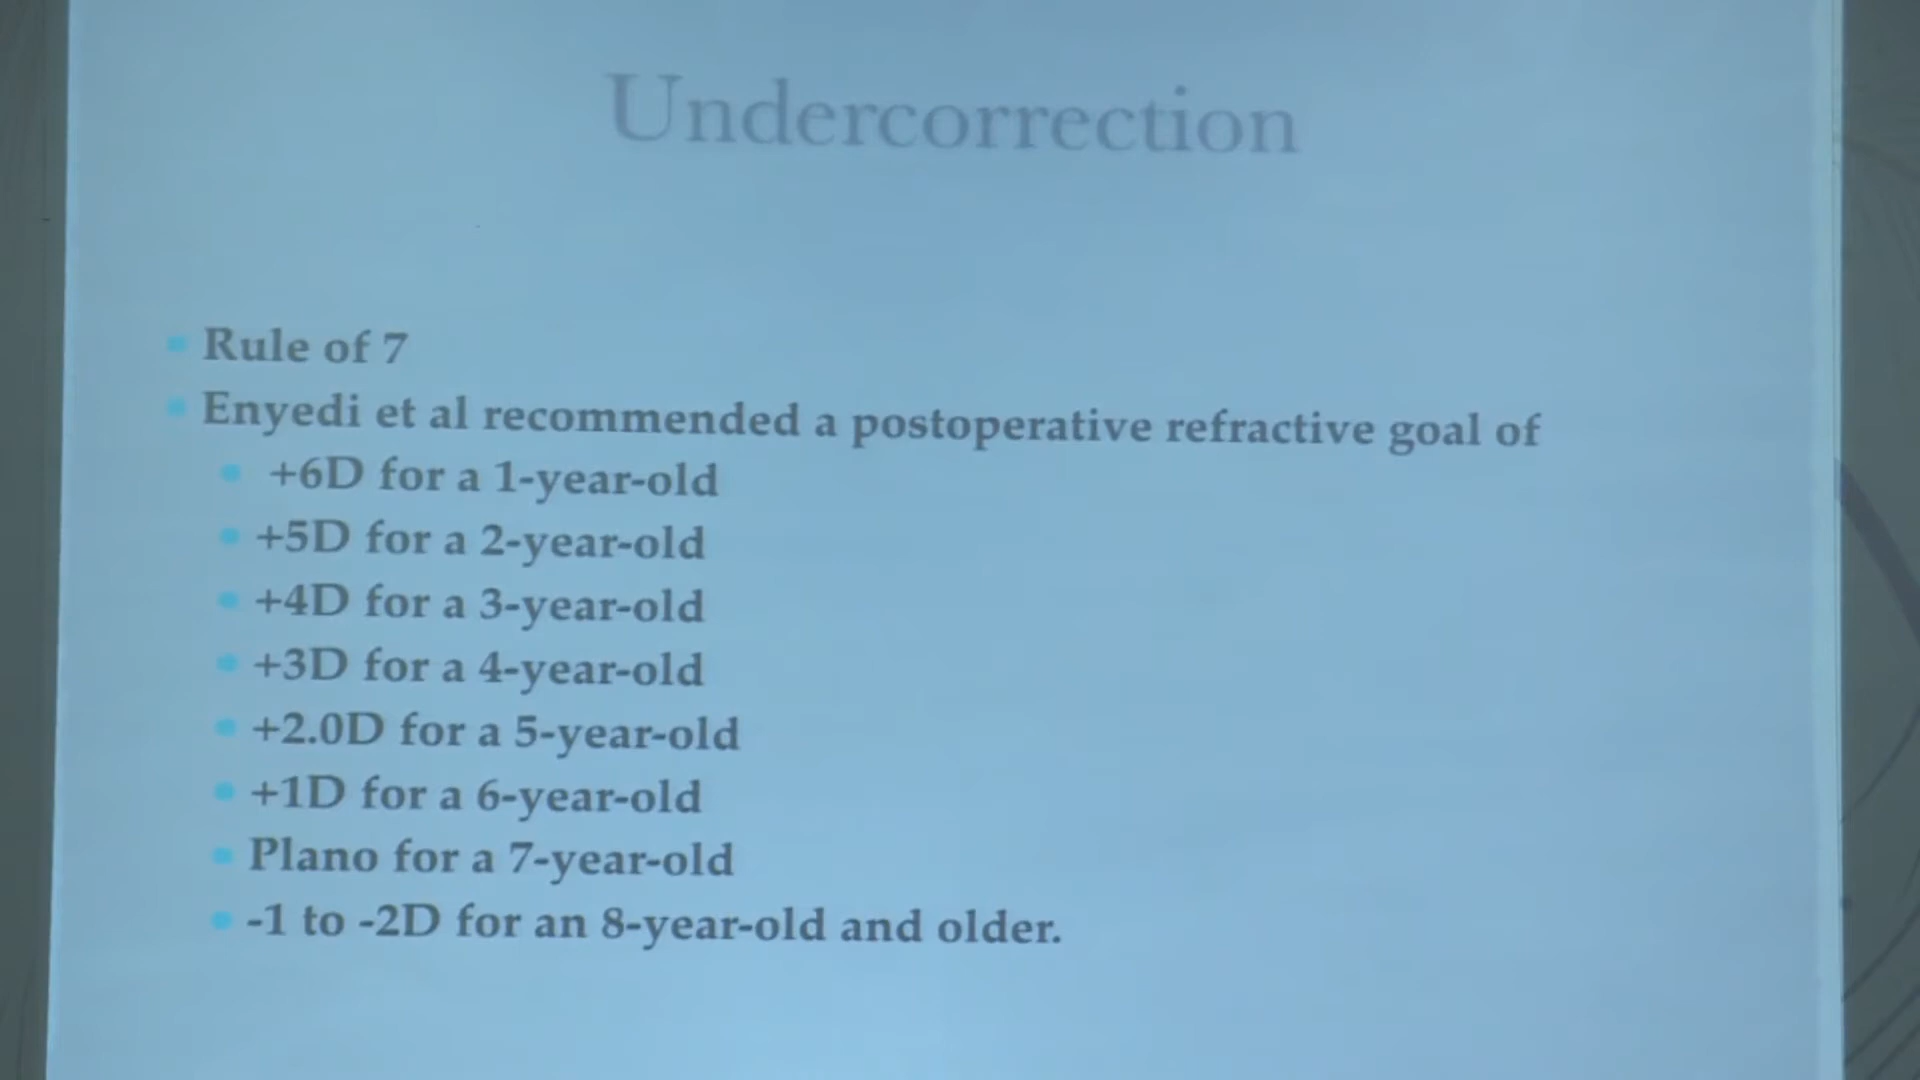 Undercorrection
Rule of 7
Enyedi et al recommended a postoperative refractive goal of
+6D for a 1-year-old
+5D for a 2-year-old
+4D for a 3-year-old
+3D for a 4-year-old
+2.0D for a 5-year-old
+1D for a 6-year-old
Plano for a 7-year-old
-1 to -2D for an 8-year-old and older.